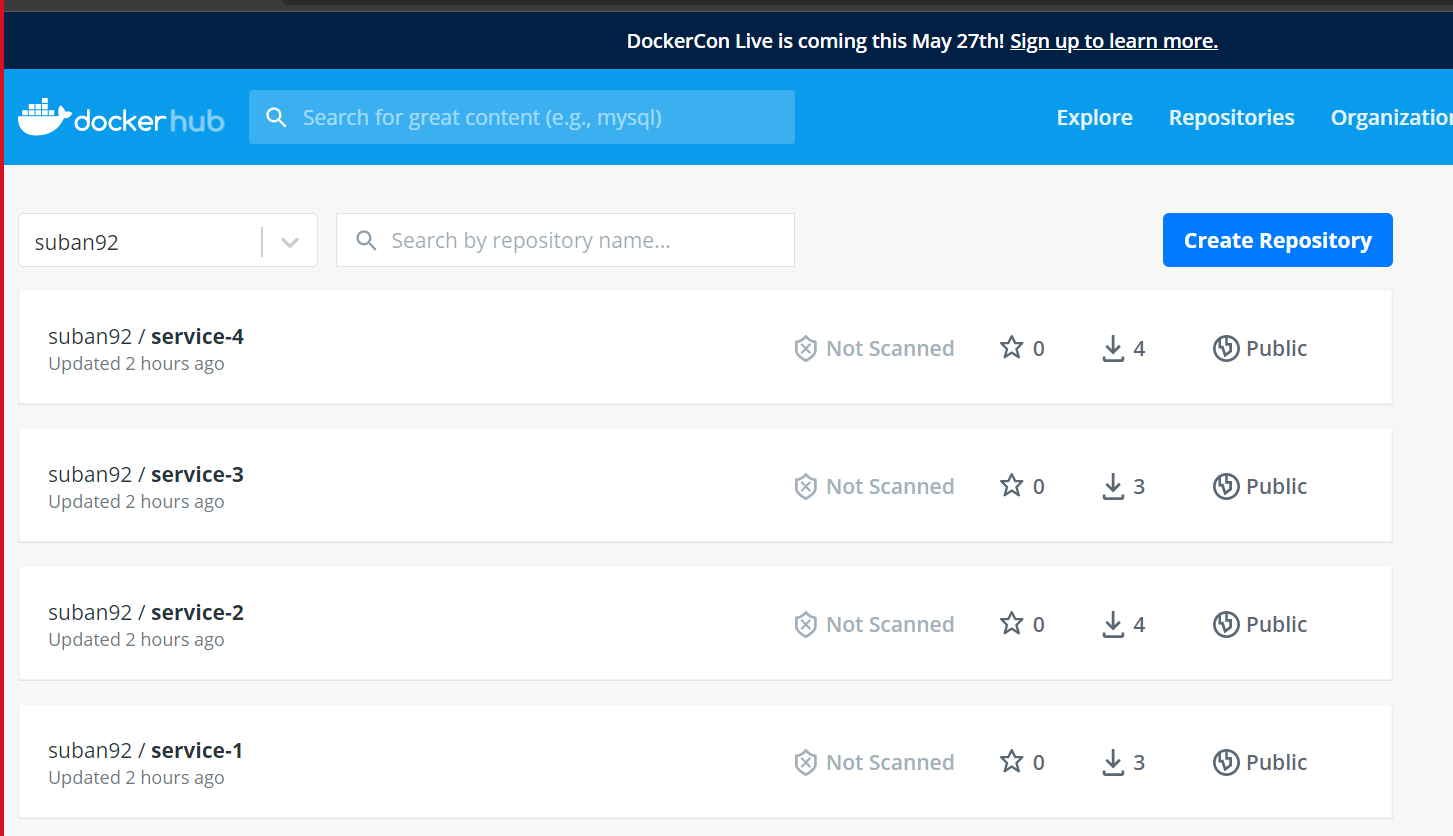 DockerCon Live is coming this May 27th! Sign up to learn more.
docker hub
Search for great content (e.g., mysql)
Explore
Repositories
Organization
suban92
Search by repository name...
Create Repository
suban92 / service-4
Updated 2 hours ago
Not Scanned
0
4
Public
suban92 / service-3
Updated 2 hours ago
Not Scanned
0
3
Public
suban92 / service-2
Updated 2 hours ago
Not Scanned
0
4
Public
suban92 / service-1
Updated 2 hours ago
Not Scanned
0
3
Public